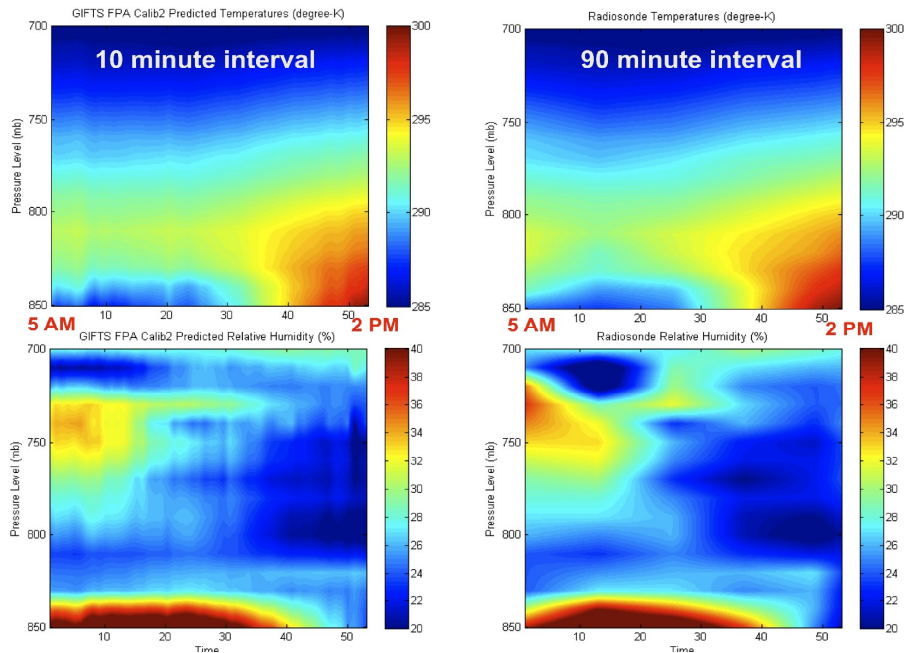 GIFTS FPA Calib2 Predicted Temperatures (degree-K)
10 minute interval
Pressure Level (mb)
700
750
800
850
10 20 30 40 50
300
295
290
285
Radiosonde Temperatures (degree-K)
90 minute interval
Pressure Level (mb)
700
750
800
850
10 20 30 40 50
300
295
290
285
5 AM 2 PM
5 AM 2 PM
GIFTS FPA Calib2 Predicted Relative Humidity (%)
Pressure Level (mb)
700
750
800
850
10 20 30 40 50
Time
40
38
36
34
32
30
28
26
24
22
20
Radiosonde Relative Humidity (%)
Pressure Level (mb)
700
750
800
850
10 20 30 40 50
Time
40
38
36
34
32
30
28
26
24
22
20